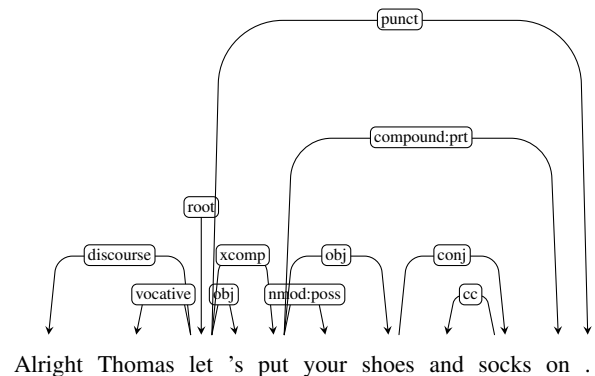 punct
compound:prt
root
discourse xcomp obj conj
vocative obj nmod:poss cc
Alright Thomas let 's put your shoes and socks on .